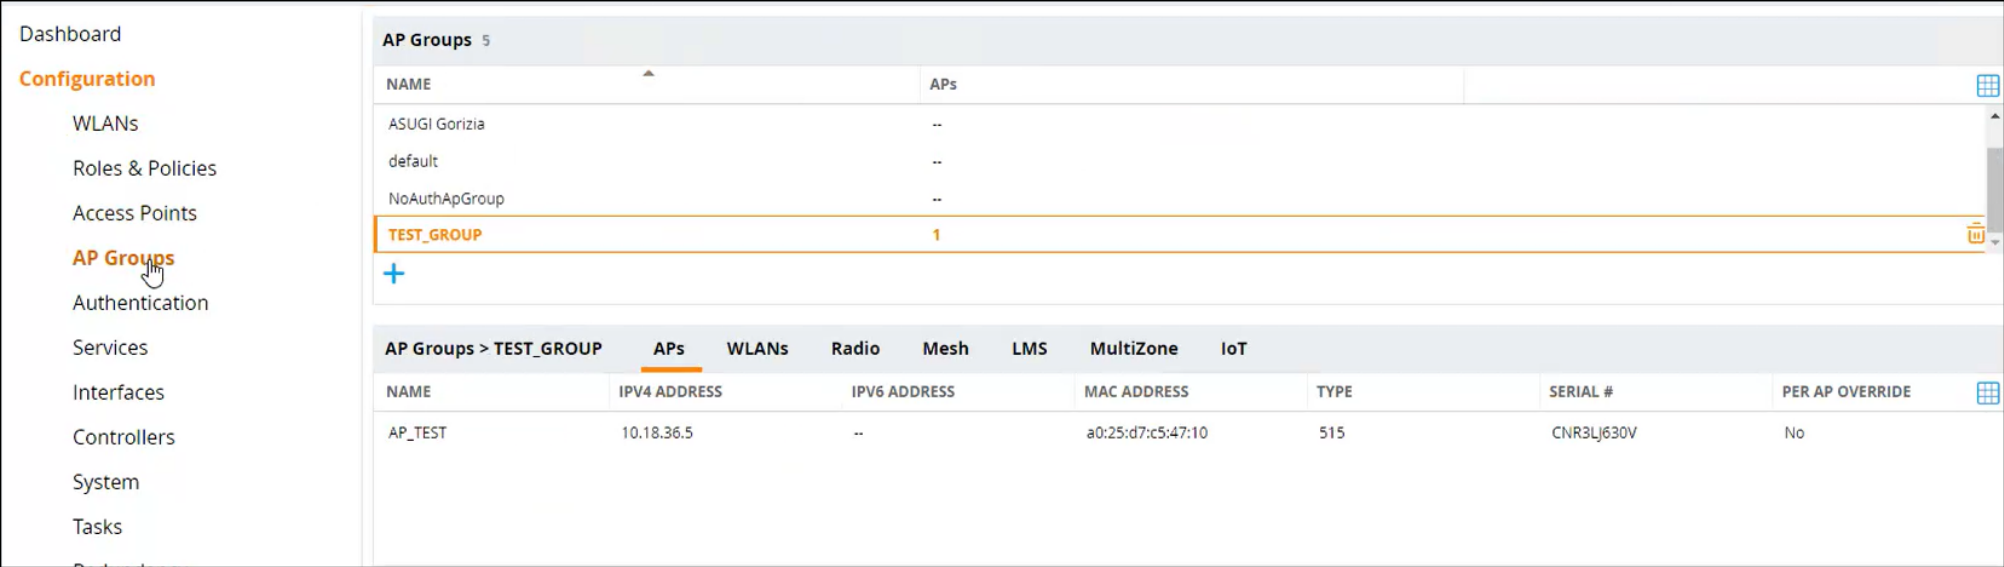 Dashboard
Configuration
WLANs
Roles & Policies
Access Points
AP Groups
Authentication
Services
Interfaces
Controllers
System
Tasks
AP Groups 5
NAME APs
ASUGI Gorizia --
default --
NoAuthApGroup --
TEST_GROUP 1
+
AP Groups > TEST_GROUP APs WLANs Radio Mesh LMS MultiZone IoT
NAME IPV4 ADDRESS IPV6 ADDRESS MAC ADDRESS TYPE SERIAL # PER AP OVERRIDE
AP_TEST 10.18.36.5 -- a0:25:d7:c5:47:10 515 CNR3LJ630V No